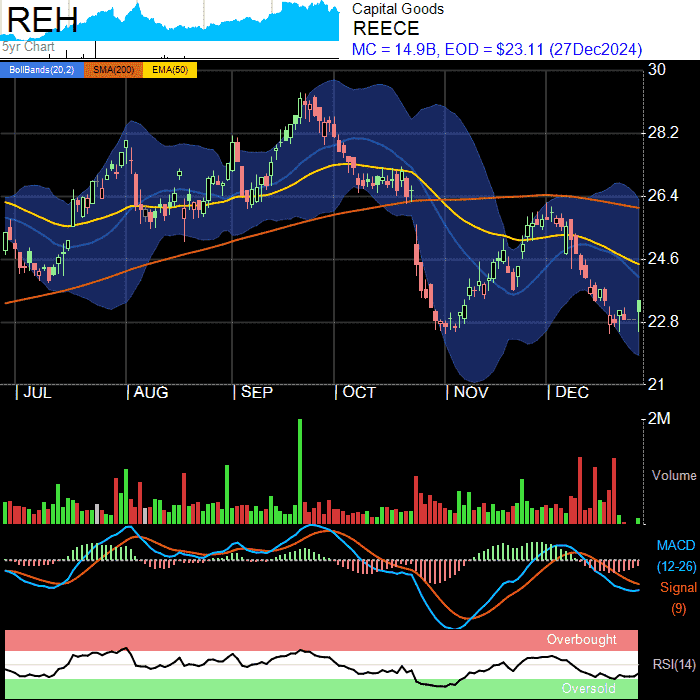 REH
5yr Chart
Capital Goods
REECE
MC = 14.9B, EOD = $23.11 (27Dec2024)
BollBands(20,2) SMA(200) EMA(50)
30
28.2
26.4
24.6
22.8
21
JUL AUG SEP OCT NOV DEC
2M
Volume
MACD
(12-26)
Signal
(9)
Overbought
RSI(14)
Oversold